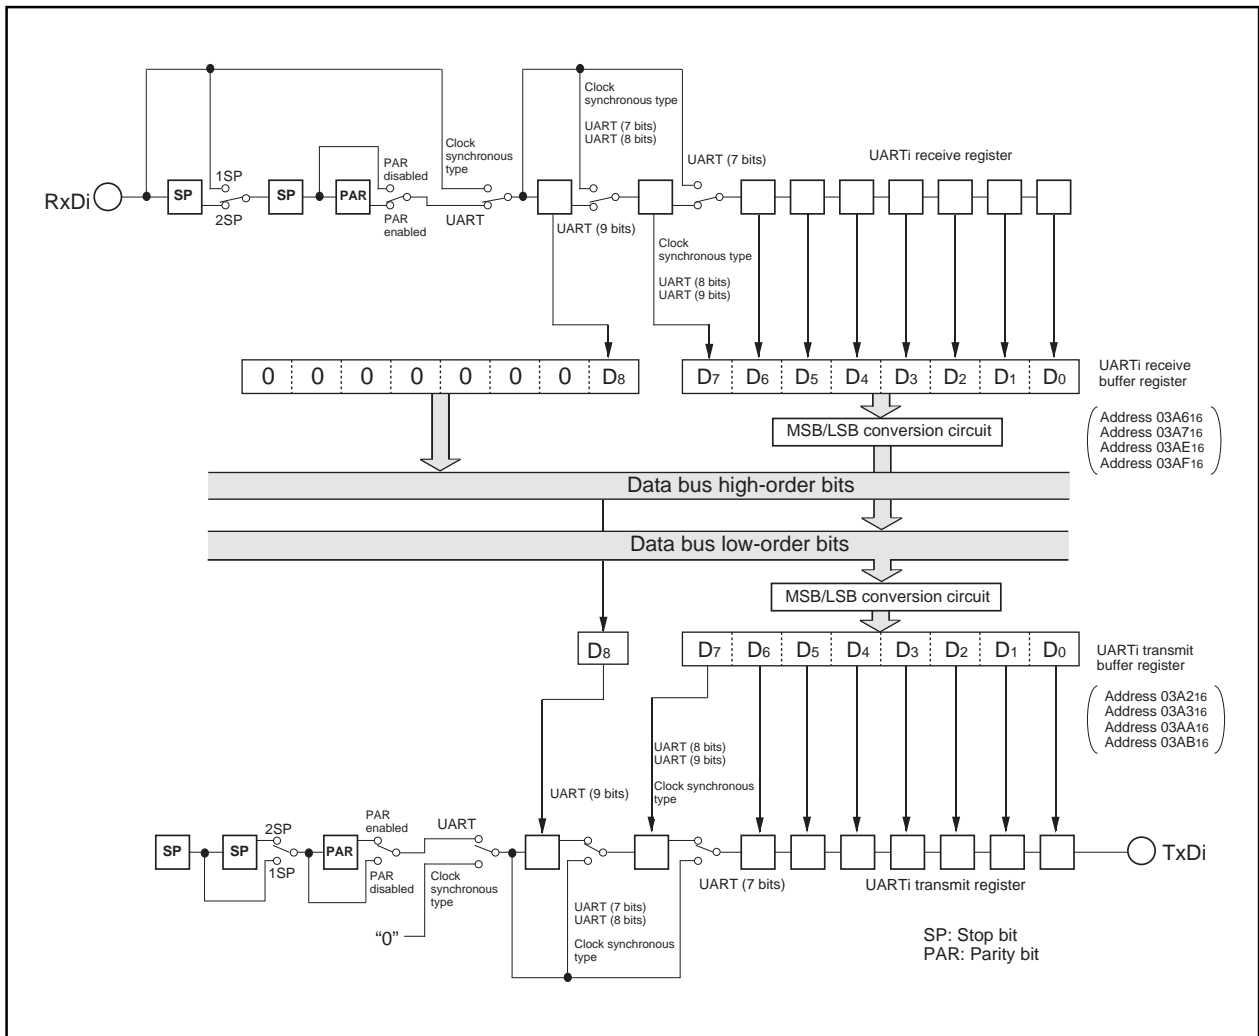 Clock
synchronous type
UART (7 bits)
UART (8 bits)
Clock
synchronous
type
PAR
disabled
1SP
UART (7 bits)
UARTi receive register
RxDi
SP
SP
PAR
2SP
PAR
enabled
UART
UART (9 bits)
Clock
synchronous type
UART (8 bits)
UART (9 bits)
0 0 0 0 0 0 0 D8
D7 D6 D5 D4 D3 D2 D1 D0
UARTi receive
buffer register
MSB/LSB conversion circuit
Address 03A616
Address 03A716
Address 03AE16
Address 03AF16
Data bus high-order bits
Data bus low-order bits
MSB/LSB conversion circuit
D8
D7 D6 D5 D4 D3 D2 D1 D0
UARTi transmit
buffer register
Address 03A216
Address 03A316
Address 03AA16
Address 03AB16
UART (8 bits)
UART (9 bits)
Clock synchronous
type
UART (9 bits)
PAR
enabled
2SP
UART
SP
SP
PAR
TxDi
1SP
PAR
disabled
Clock
synchronous
type
UART (7 bits)
UARTi transmit register
UART (7 bits)
UART (8 bits)
Clock synchronous
type
“0”
SP: Stop bit
PAR: Parity bit